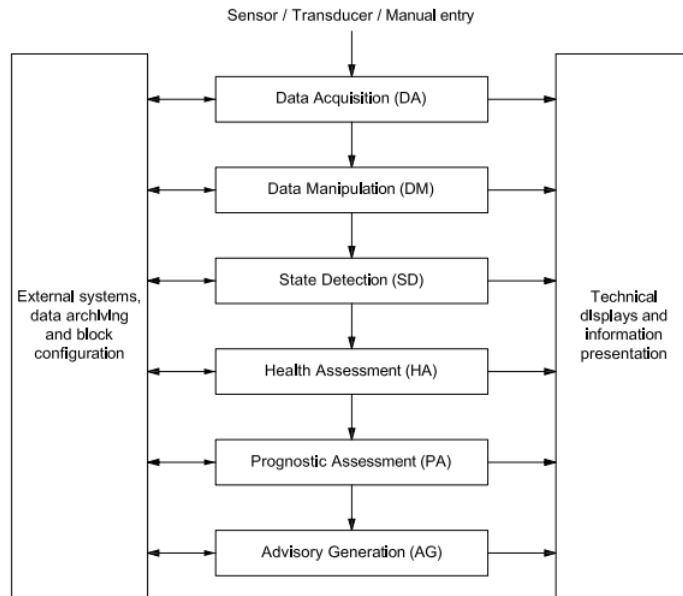 Sensor / Transducer / Manual entry
Data Acquisition (DA)
Data Manipulation (DM)
State Detection (SD)
External systems,
data archiving
and block
configuration
Technical
displays and
information
presentation
Health Assessment (HA)
Prognostic Assessment (PA)
Advisory Generation (AG)